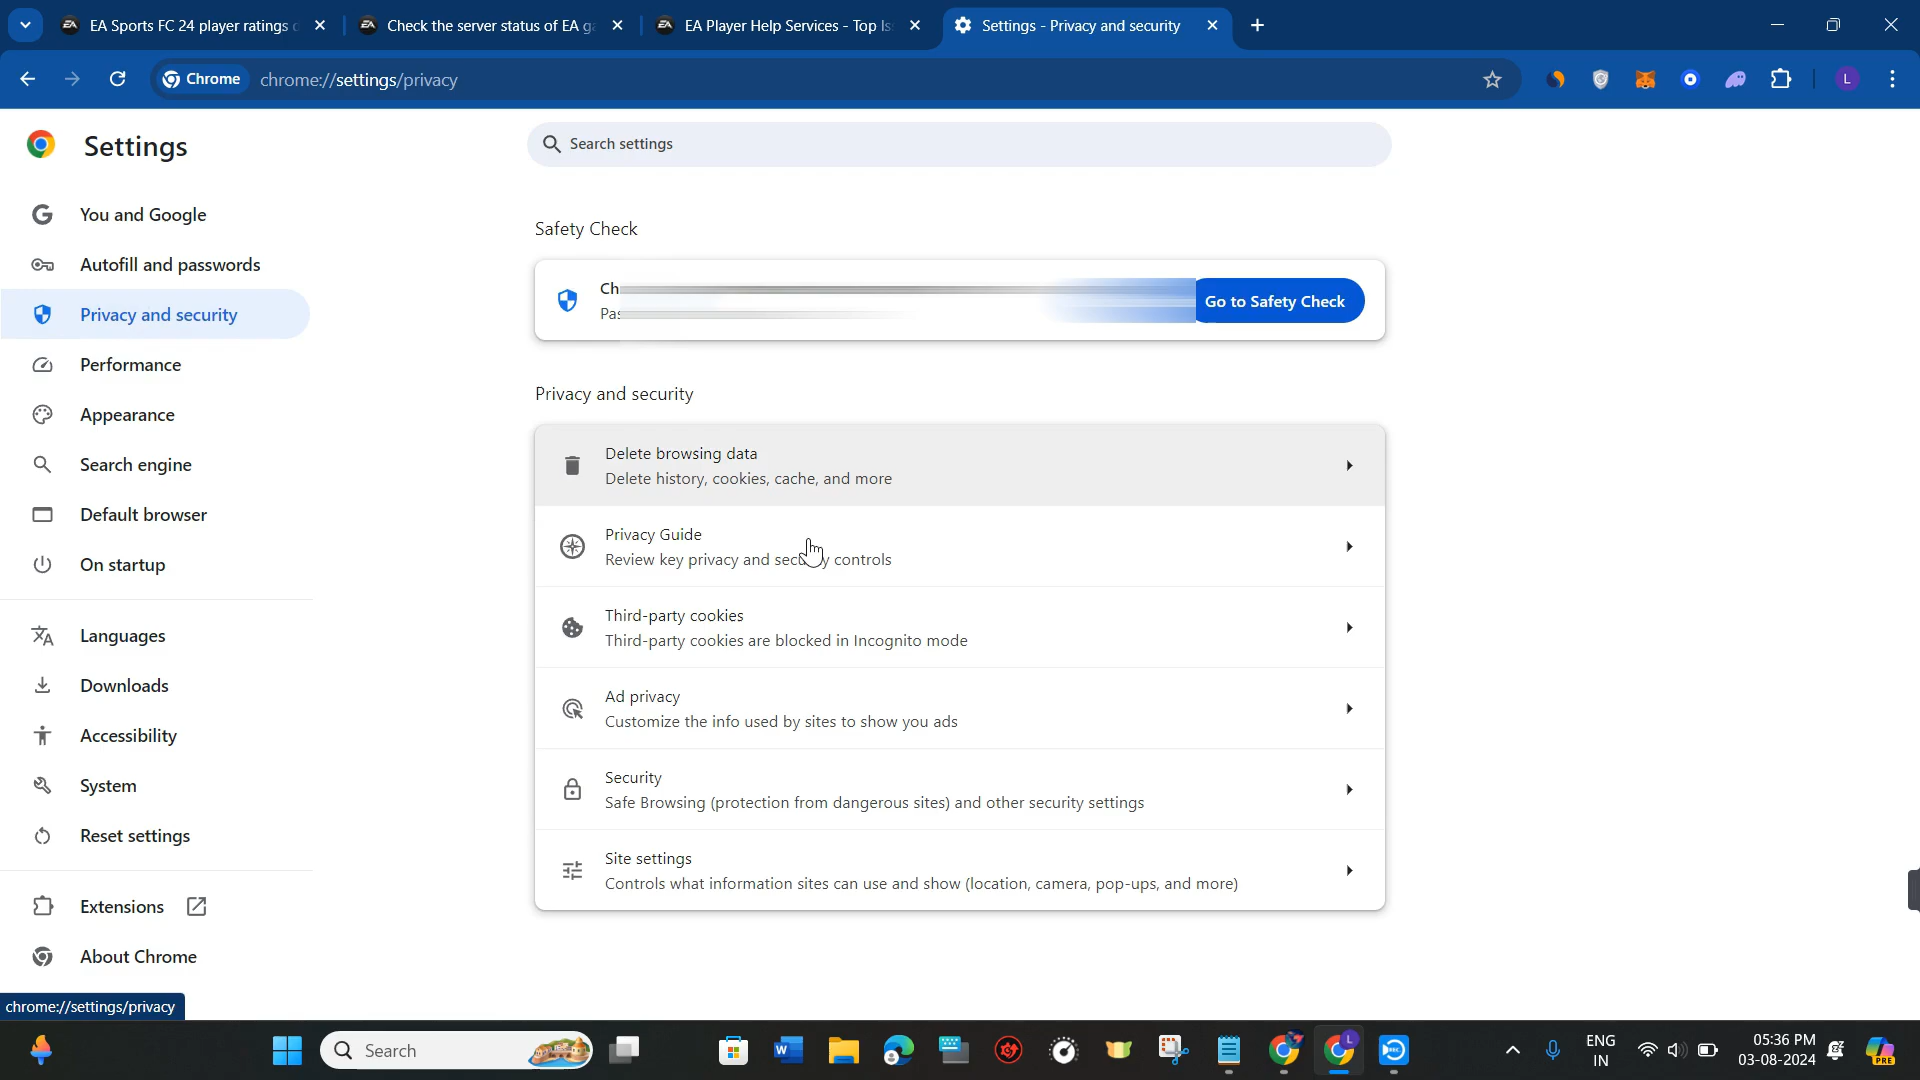 EA Sports FC 24 player ratings
Check the server status of EA ga
EA Player Help Services - Top Is
Settings - Privacy and security
Chrome
chrome://settings/privacy
L
Settings
Search settings
You and Google
Autofill and passwords
Privacy and security
Performance
Appearance
Search engine
Default browser
On startup
Languages
Downloads
Accessibility
System
Reset settings
Extensions
About Chrome
Safety Check
Ch
Pas
Go to Safety Check
Privacy and security
Delete browsing data
Delete history, cookies, cache, and more
Privacy Guide
Review key privacy and security controls
Third-party cookies
Third-party cookies are blocked in Incognito mode
Ad privacy
Customize the info used by sites to show you ads
Security
Safe Browsing (protection from dangerous sites) and other security settings
Site settings
Controls what information sites can use and show (location, camera, pop-ups, and more)
chrome://settings/privacy
Search
ENG
IN
05:36 PM
03-08-2024